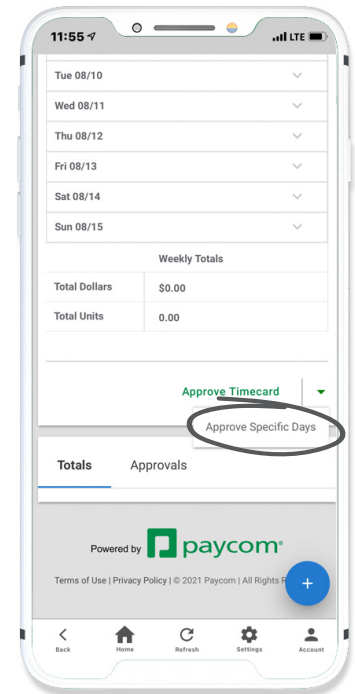 11:55
LTE
Tue 08/10
Wed 08/11
Thu 08/12
Fri 08/13
Sat 08/14
Sun 08/15
Weekly Totals
Total Dollars $0.00
Total Units 0.00
Approve Timecard
Approve Specific Days
Totals Approvals
Powered by paycom®
Terms of Use | Privacy Policy | © 2021 Paycom | All Rights
+
Back Home Refresh Settings Account